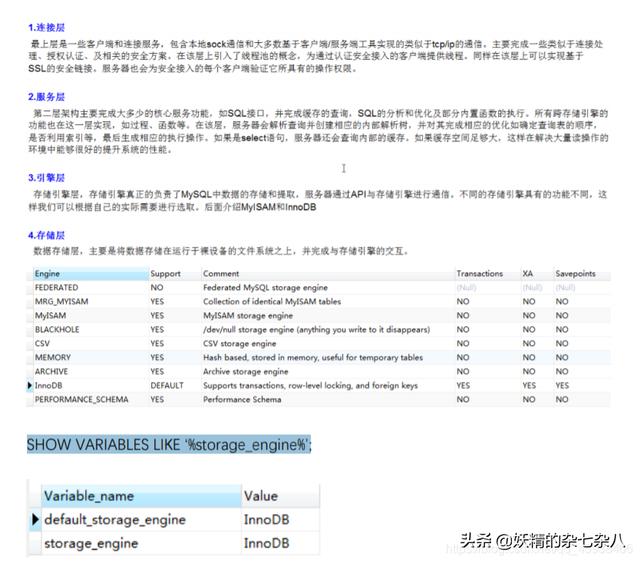 1.连接层
最上层是一些客户端和连接服务，包含本地sock通信和大多数基于客户端/服务端工具实现的类似于tcp/ip的通信。主要完成一些类似于连接处
理、授权认证、及相关的安全方案。在该层上引入了线程池的概念，为通过认证安全接入的客户端提供线程。同样在该层上可以实现基于
SSL的安全链接。服务器也会为安全接入的每个客户端验证它所具有的操作权限。
2.服务层
第二层架构主要完成大多少的核心服务功能，如SQL接口，并完成缓存的查询，SQL的分析和优化及部分内置函数的执行。所有跨存储引擎的
功能也在这一层实现，如过程、函数等。在该层，服务器会解析查询并创建相应的内部解析树，并对其完成相应的优化如确定查询表的顺序，
是否利用索引等，最后生成相应的执行操作。如果是select语句，服务器还会查询内部的缓存。如果缓存空间足够大，这样在解决大量读操作的
环境中能够很好的提升系统的性能。
3.引擎层
存储引擎层，存储引擎真正的负责了MySQL中数据的存储和提取，服务器通过API与存储引擎进行通信。不同的存储引擎具有的功能不同，这
样我们可以根据自己的实际需要进行选取。后面介绍MyISAM和InnoDB
4.存储层
数据存储层，主要是将数据存储在运行于裸设备的文件系统之上，并完成与存储引擎的交互。
Engine Support Comment Transactions XA Savepoints
FEDERATED NO Federated MySQL storage engine (Null) (Null) (Null)
MRG_MYISAM YES Collection of identical MyISAM tables NO NO NO
MyISAM YES MyISAM storage engine NO NO NO
BLACKHOLE YES /dev/null storage engine (anything you write to it disappears) NO NO NO
CSV YES CSV storage engine NO NO NO
MEMORY YES Hash based, stored in memory, useful for temporary tables NO NO NO
ARCHIVE YES Archive storage engine NO NO NO
InnoDB DEFAULT Supports transactions, row-level locking, and foreign keys YES YES YES
PERFORMANCE_SCHEMA YES Performance Schema NO NO NO
SHOW VARIABLES LIKE '%storage_engine%';
Variable_name Value
default_storage_engine InnoDB
storage_engine InnoDB
头条 @妖精的杂七杂八